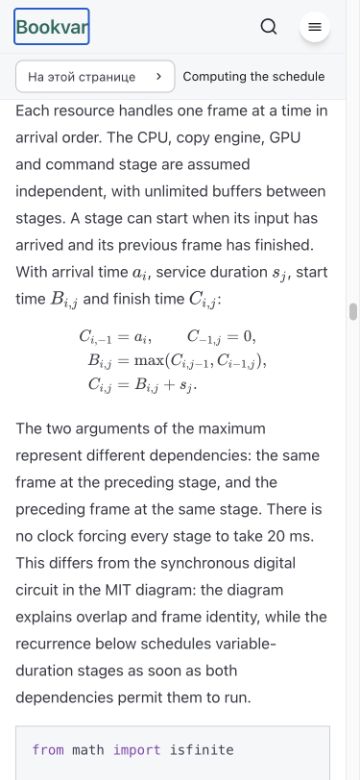 Bookvar
На этой странице
Computing the schedule
Each resource handles one frame at a time in
arrival order. The CPU, copy engine, GPU
and command stage are assumed
independent, with unlimited buffers between
stages. A stage can start when its input has
arrived and its previous frame has finished.
With arrival time a_i, service duration s_j, start
time B_{i,j} and finish time C_{i,j}:
C_{i,−1} = a_i, C_{−1,j} = 0,
B_{i,j} = max(C_{i,j−1}, C_{i−1,j}),
C_{i,j} = B_{i,j} + s_j.
The two arguments of the maximum
represent different dependencies: the same
frame at the preceding stage, and the
preceding frame at the same stage. There is
no clock forcing every stage to take 20 ms.
This differs from the synchronous digital
circuit in the MIT diagram: the diagram
explains overlap and frame identity, while the
recurrence below schedules variable-
duration stages as soon as both
dependencies permit them to run.
from math import isfinite